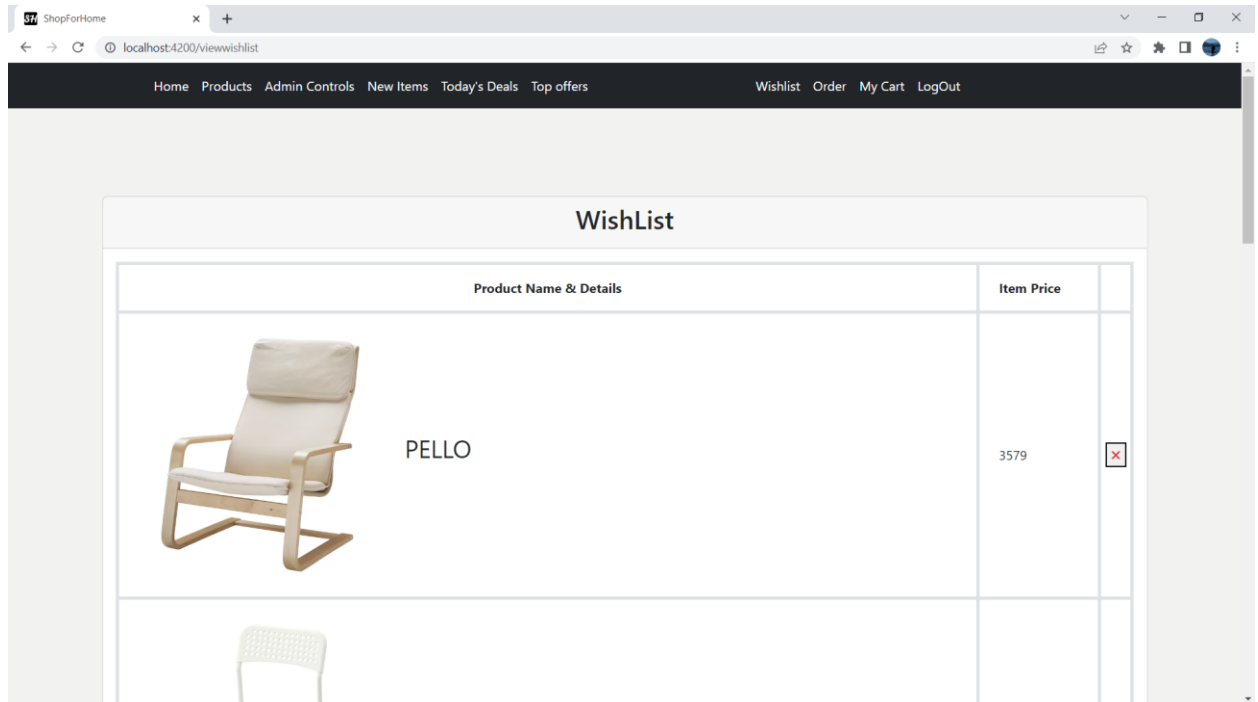 SH ShopForHome
localhost:4200/viewwishlist
Home Products Admin Controls New Items Today's Deals Top offers Wishlist Order My Cart LogOut
WishList
Product Name & Details Item Price
PELLO 3579